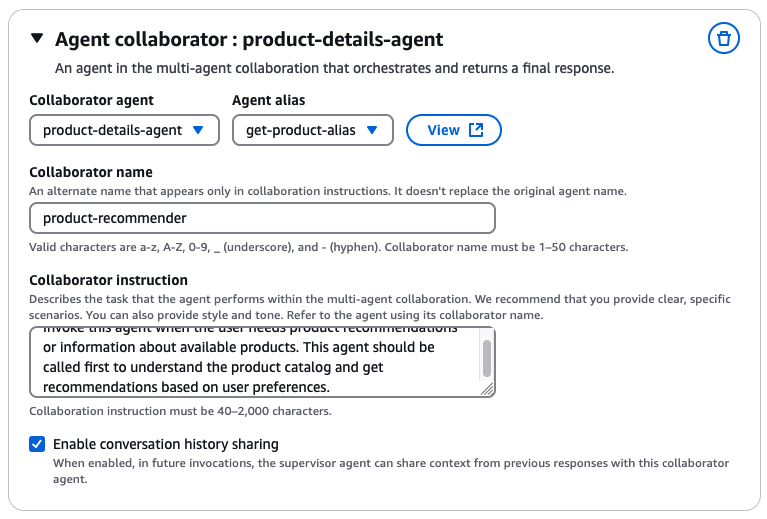 Agent collaborator : product-details-agent
An agent in the multi-agent collaboration that orchestrates and returns a final response.
Collaborator agent
Agent alias
product-details-agent
get-product-alias
View
Collaborator name
An alternate name that appears only in collaboration instructions. It doesn't replace the original agent name.
product-recommender
Valid characters are a-z, A-Z, 0-9, _ (underscore), and - (hyphen). Collaborator name must be 1–50 characters.
Collaborator instruction
Describes the task that the agent performs within the multi-agent collaboration. We recommend that you provide clear, specific
scenarios. You can also provide style and tone. Refer to the agent using its collaborator name.
Invoke this agent when the user needs product recommendations
or information about available products. This agent should be
called first to understand the product catalog and get
recommendations based on user preferences.
Collaboration instruction must be 40–2,000 characters.
Enable conversation history sharing
When enabled, in future invocations, the supervisor agent can share context from previous responses with this collaborator
agent.